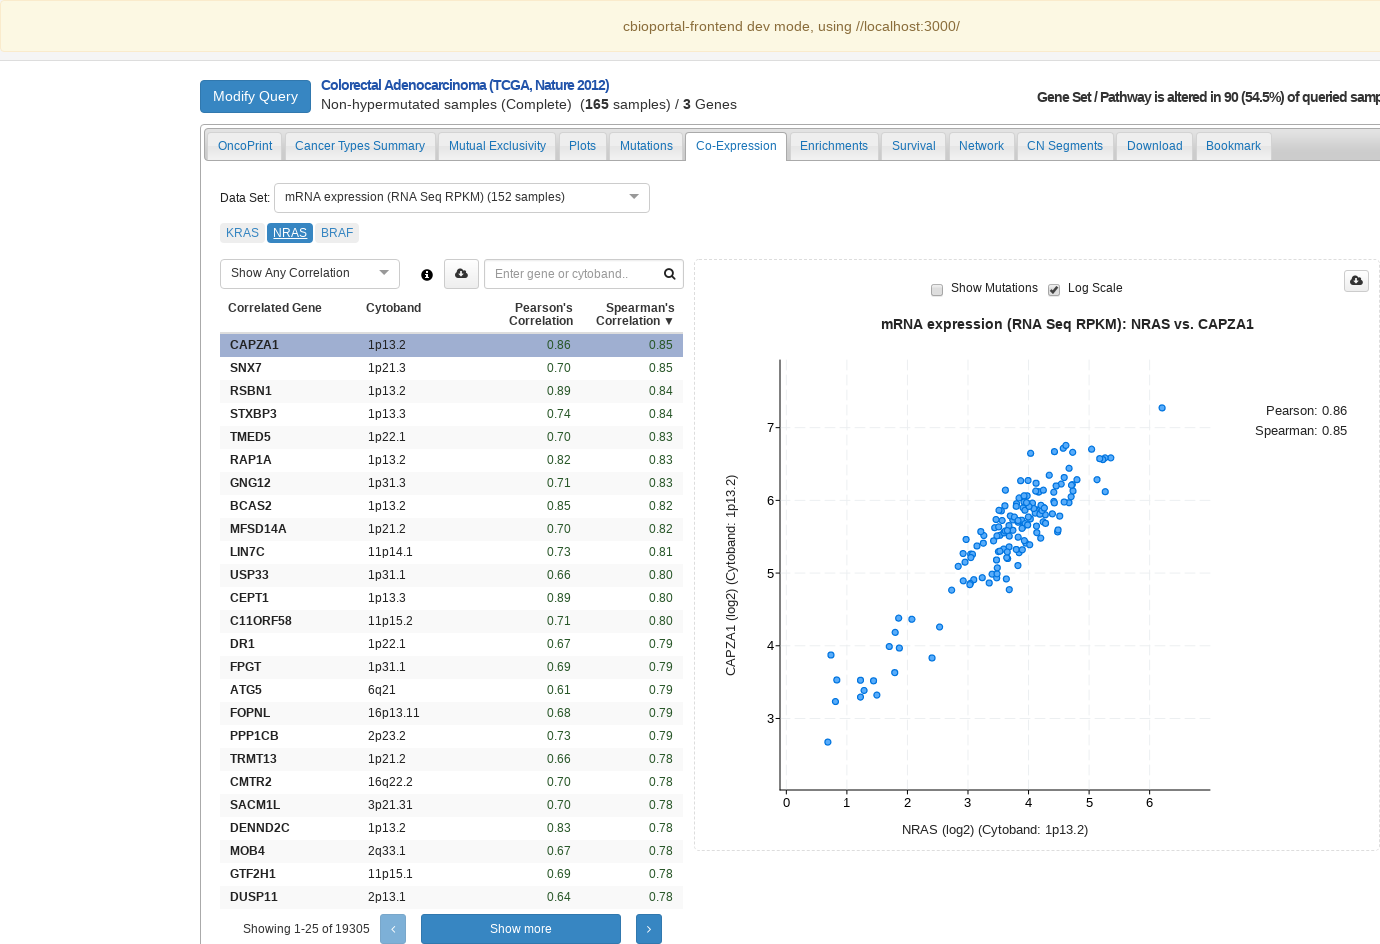 cbioportal-frontend dev mode, using //localhost:3000/
Modify Query
Colorectal Adenocarcinoma (TCGA, Nature 2012)
Non-hypermutated samples (Complete) (165 samples) / 3 Genes
Gene Set / Pathway is altered in 90 (54.5%) of queried samp
OncoPrint Cancer Types Summary Mutual Exclusivity Plots Mutations Co-Expression Enrichments Survival Network CN Segments Download Bookmark
Data Set: mRNA expression (RNA Seq RPKM) (152 samples)
KRAS NRAS BRAF
Show Any Correlation Enter gene or cytoband..
Correlated Gene Cytoband Pearson's Correlation Spearman's Correlation ▼
CAPZA1 1p13.2 0.86 0.85
SNX7 1p21.3 0.70 0.85
RSBN1 1p13.2 0.89 0.84
STXBP3 1p13.3 0.74 0.84
TMED5 1p22.1 0.70 0.83
RAP1A 1p13.2 0.82 0.83
GNG12 1p31.3 0.71 0.83
BCAS2 1p13.2 0.85 0.82
MFSD14A 1p21.2 0.70 0.82
LIN7C 11p14.1 0.73 0.81
USP33 1p31.1 0.66 0.80
CEPT1 1p13.3 0.89 0.80
C11ORF58 11p15.2 0.71 0.80
DR1 1p22.1 0.67 0.79
FPGT 1p31.1 0.69 0.79
ATG5 6q21 0.61 0.79
FOPNL 16p13.11 0.68 0.79
PPP1CB 2p23.2 0.73 0.79
TRMT13 1p21.2 0.66 0.78
CMTR2 16q22.2 0.70 0.78
SACM1L 3p21.31 0.70 0.78
DENND2C 1p13.2 0.83 0.78
MOB4 2q33.1 0.67 0.78
GTF2H1 11p15.1 0.69 0.78
DUSP11 2p13.1 0.64 0.78
Showing 1-25 of 19305 ‹ Show more ›
Show Mutations Log Scale
mRNA expression (RNA Seq RPKM): NRAS vs. CAPZA1
Pearson: 0.86
Spearman: 0.85
CAPZA1 (log2) (Cytoband: 1p13.2)
7
6
5
4
3
0 1 2 3 4 5 6
NRAS (log2) (Cytoband: 1p13.2)